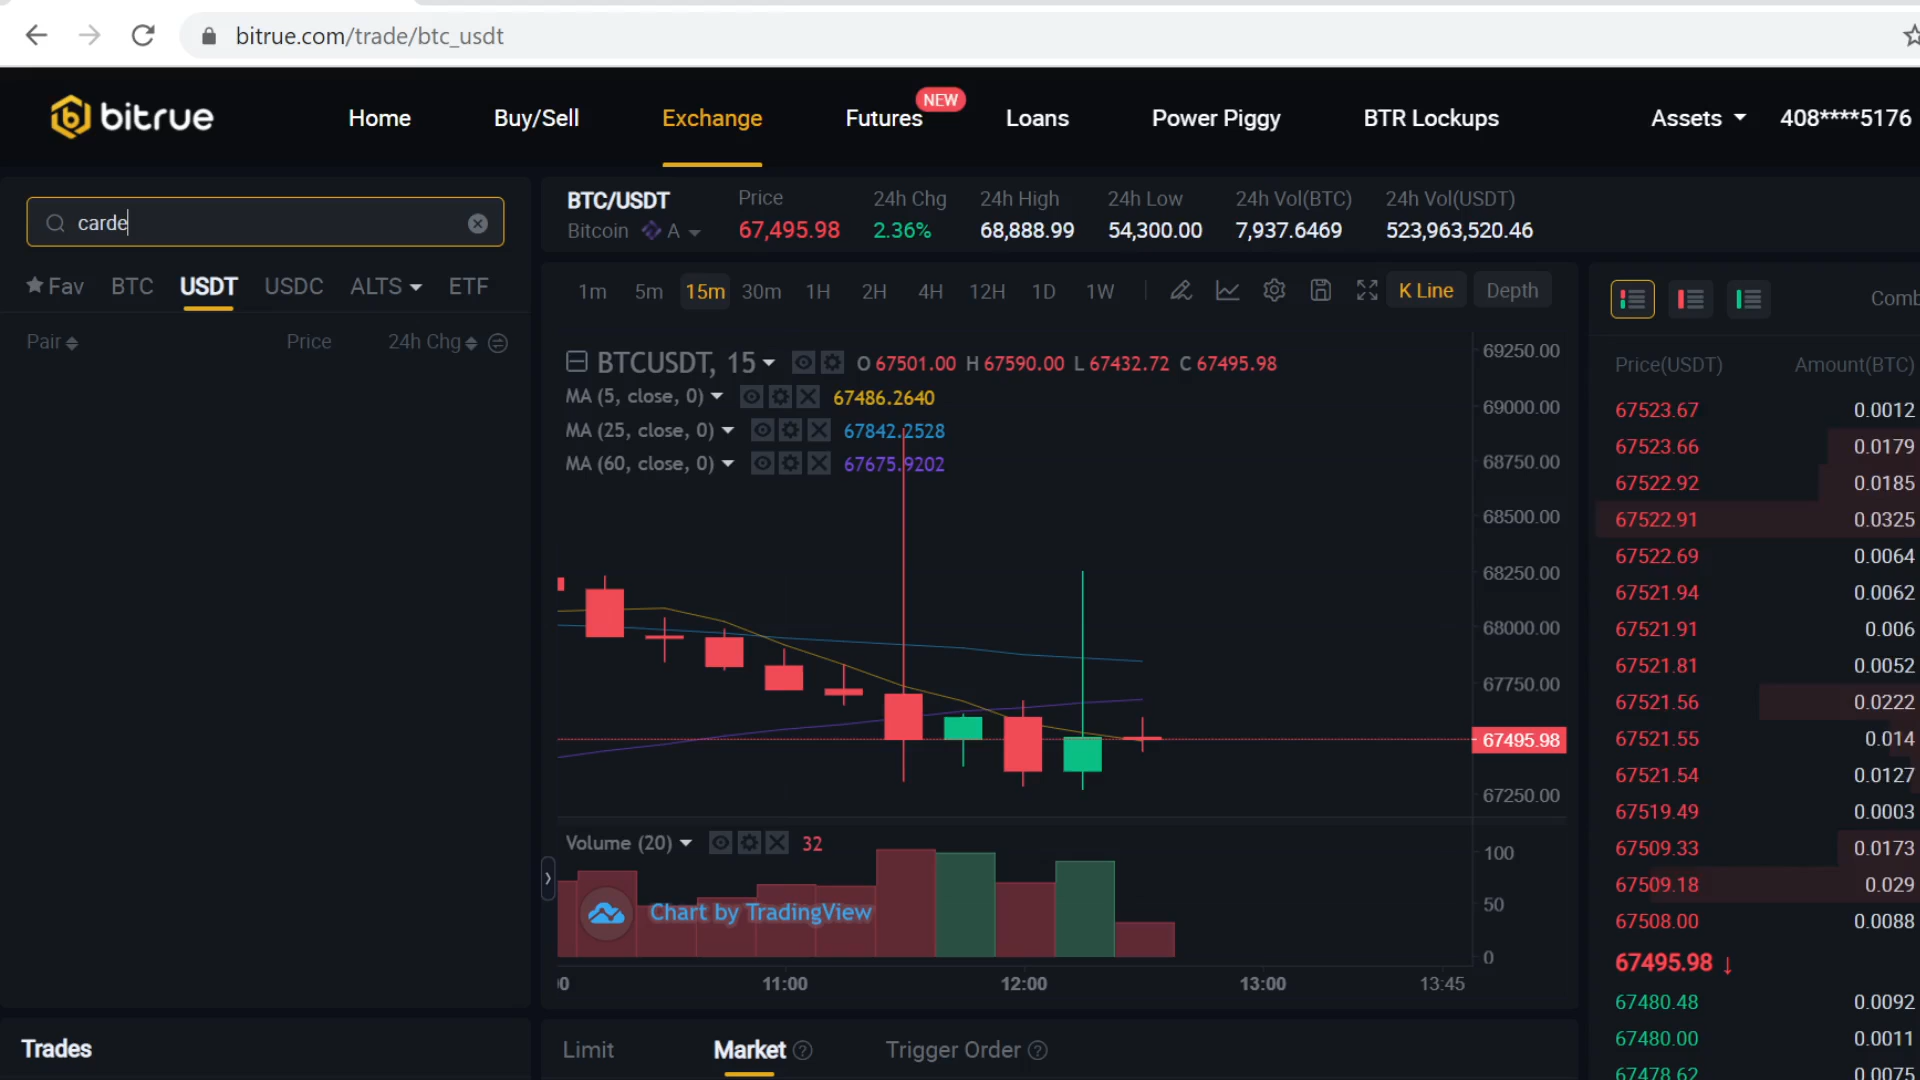 bitrue.com/trade/btc_usdt
bitrue
Home
Buy/Sell
Exchange
Futures
NEW
Loans
Power Piggy
BTR Lockups
Assets
408****5176
carde
Fav BTC USDT USDC ALTS ETF
Pair Price 24h Chg
BTC/USDT
Bitcoin A
Price
67,495.98
24h Chg
2.36%
24h High
68,888.99
24h Low
54,300.00
24h Vol(BTC)
7,937.6469
24h Vol(USDT)
523,963,520.46
1m 5m 15m 30m 1H 2H 4H 12H 1D 1W K Line Depth
BTCUSDT, 15 O 67501.00 H 67590.00 L 67432.72 C 67495.98
MA (5, close, 0) 67486.2640
MA (25, close, 0) 67842.2528
MA (60, close, 0) 67675.9202
69250.00
69000.00
68750.00
68500.00
68250.00
68000.00
67750.00
67495.98
67250.00
Volume (20) 32
100
50
0
Chart by TradingView
11:00 12:00 13:00 13:45
Price(USDT) Amount(BTC)
67523.67 0.0012
67523.66 0.0179
67522.92 0.0185
67522.91 0.0325
67522.69 0.0064
67521.94 0.0062
67521.91 0.006
67521.81 0.0052
67521.56 0.0222
67521.55 0.014
67521.54 0.0127
67519.49 0.0003
67509.33 0.0173
67509.18 0.029
67508.00 0.0088
67495.98 ↓
67480.48 0.0092
67480.00 0.0011
67478.62 0.0075
Trades
Limit Market Trigger Order